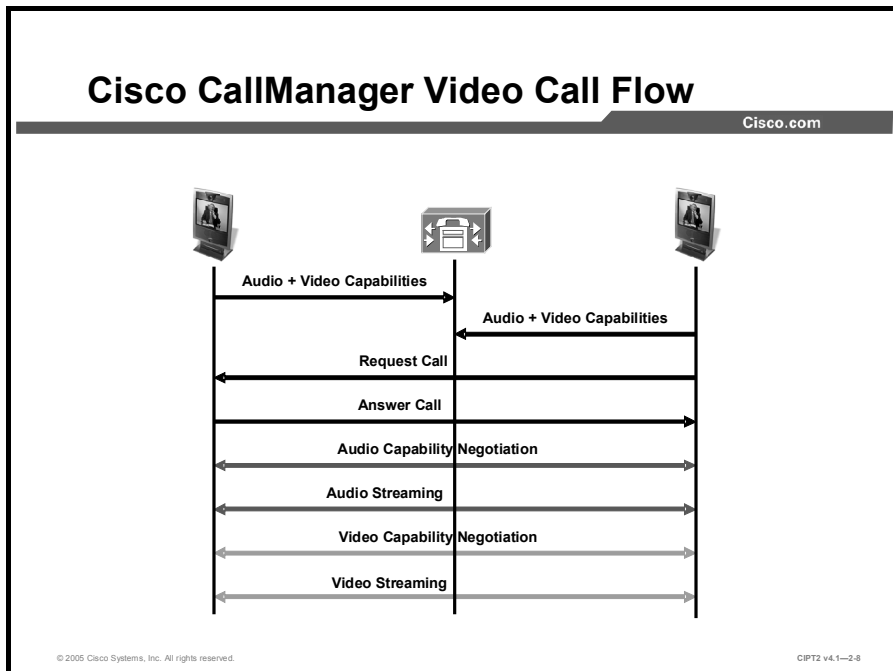 Cisco CallManager Video Call Flow
Cisco.com
Audio + Video Capabilities
Audio + Video Capabilities
Request Call
Answer Call
Audio Capability Negotiation
Audio Streaming
Video Capability Negotiation
Video Streaming
© 2005 Cisco Systems, Inc. All rights reserved.
CIPT2 v4.1—2-8